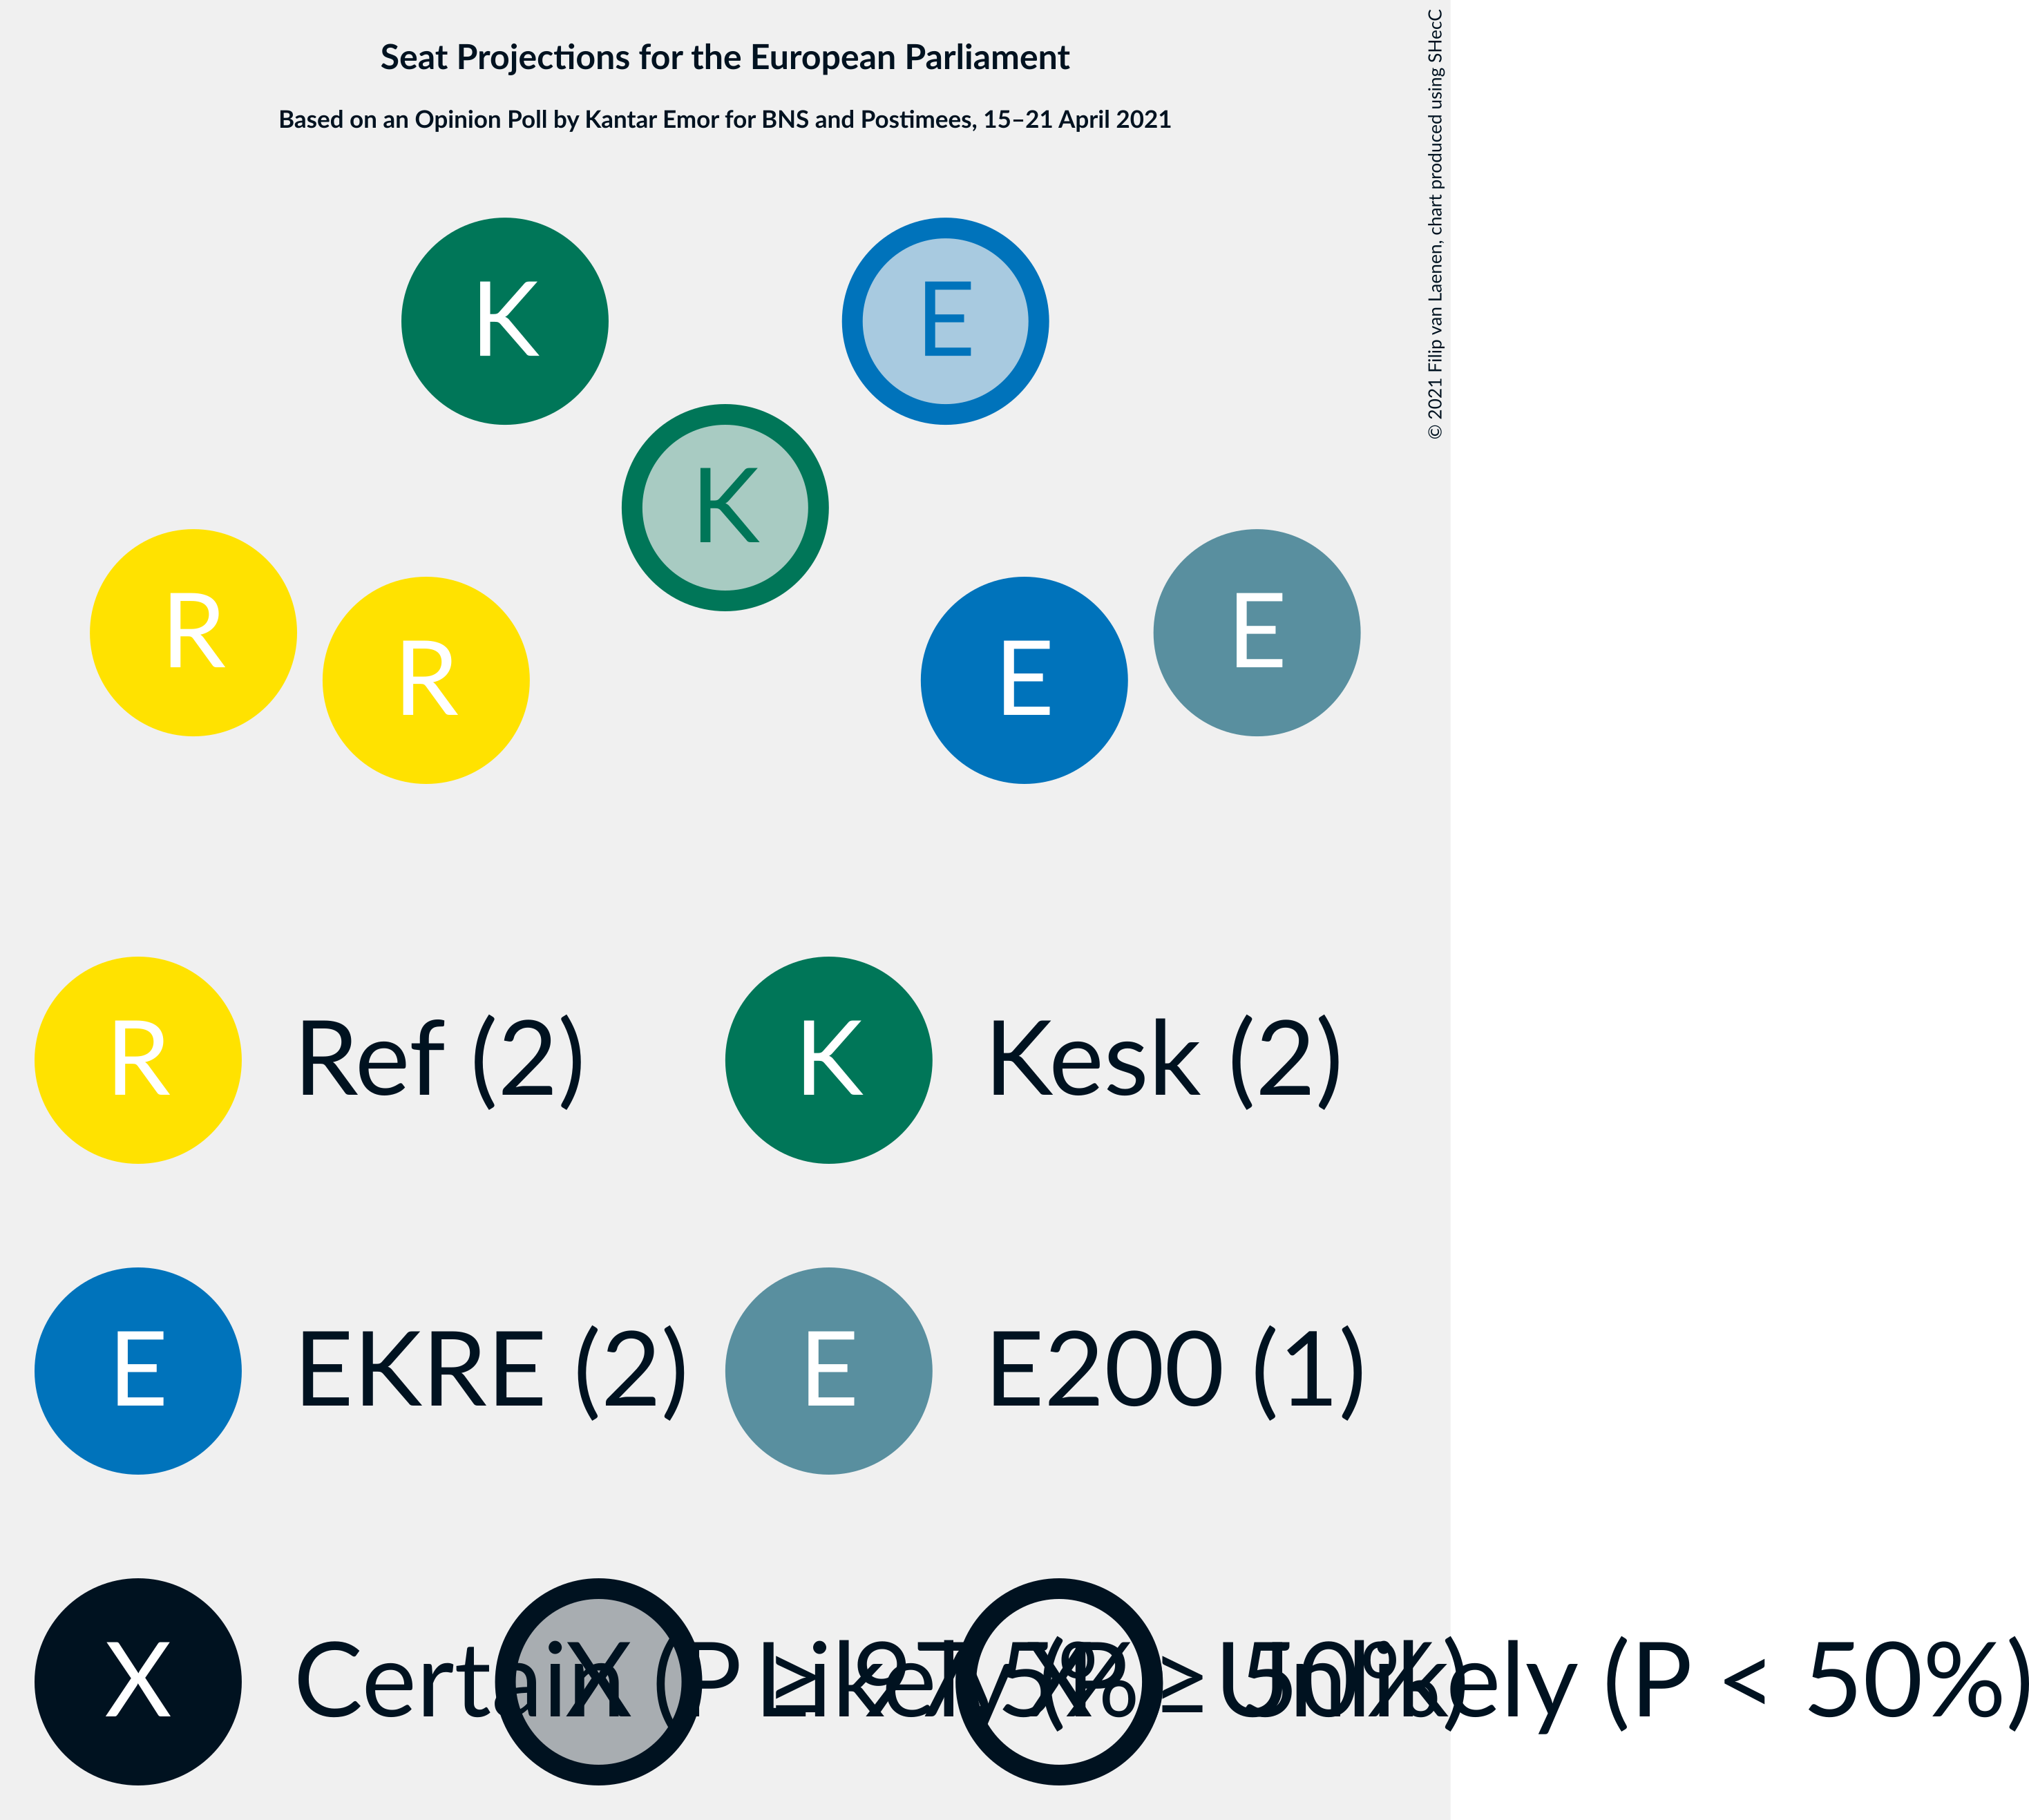 Seat Projections for the European Parliament
Based on an Opinion Poll by Kantar Emor for BNS and Postimees, 15–21 April 2021
© 2021 Filip van Laenen, chart produced using SHecC
K E
K
R E
R E
R Ref (2) K Kesk (2)
E EKRE (2) E E200 (1)
X Certain (P ≥ 97.5%) X Likely (P ≥ 50%) X Unlikely (P < 50%)